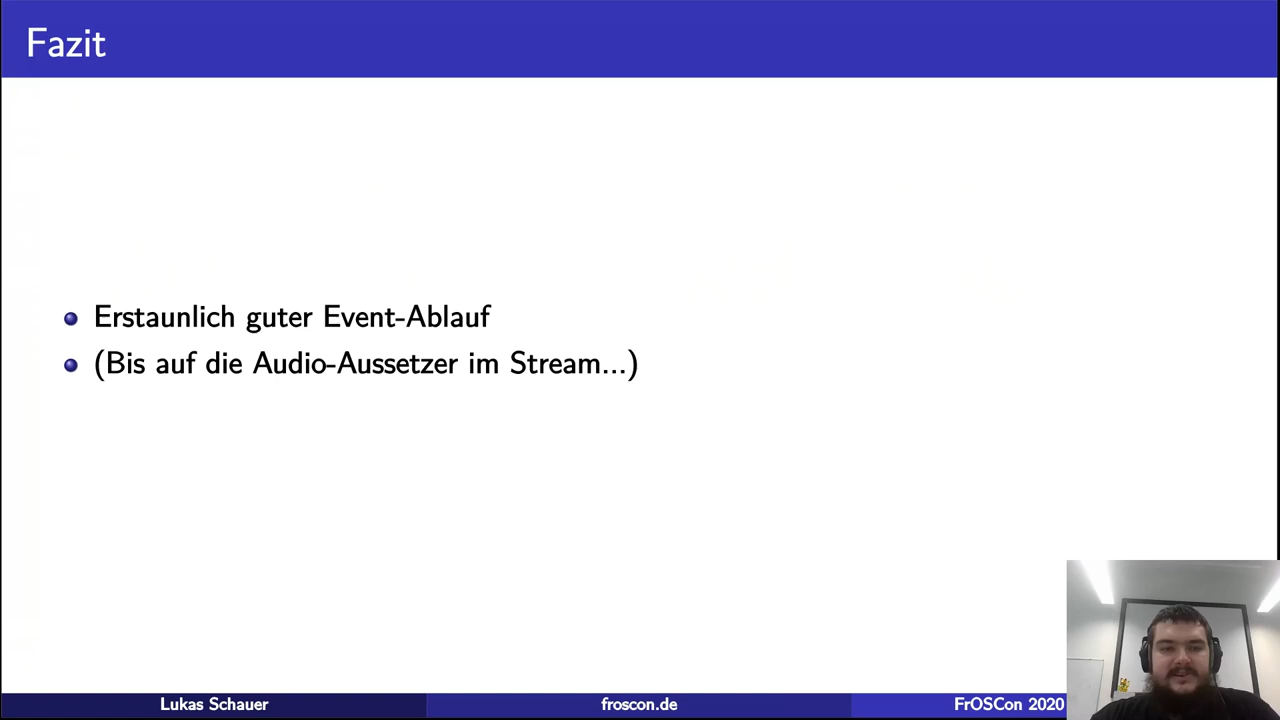 Fazit
Erstaunlich guter Event-Ablauf
(Bis auf die Audio-Aussetzer im Stream...)
Lukas Schauer
froscon.de
FrOSCon 2020